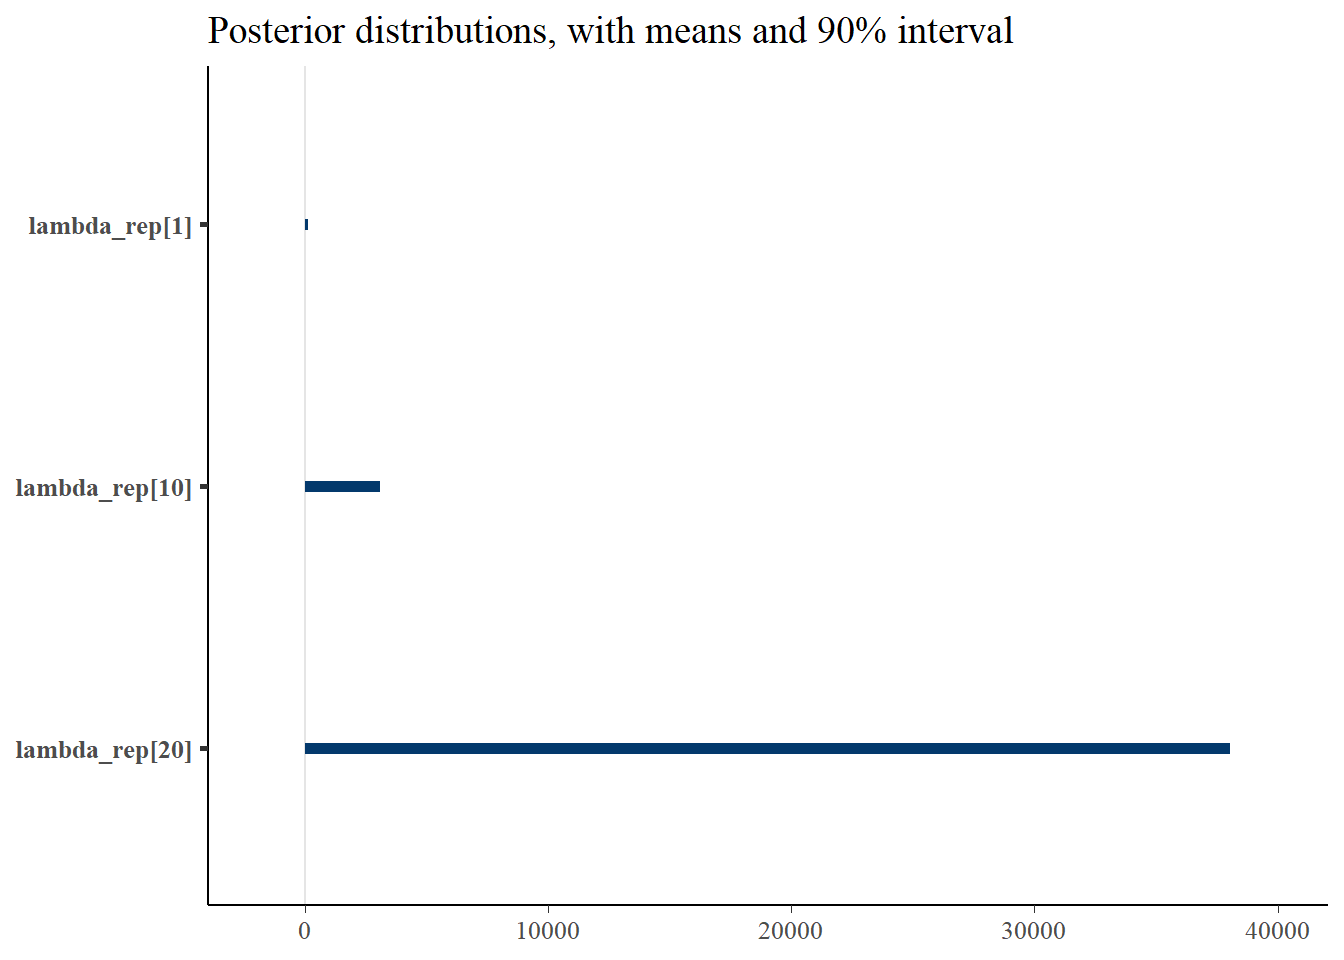 Posterior distributions, with means and 90% interval
lambda_rep[1]
lambda_rep[10]
lambda_rep[20]
0 10000 20000 30000 40000